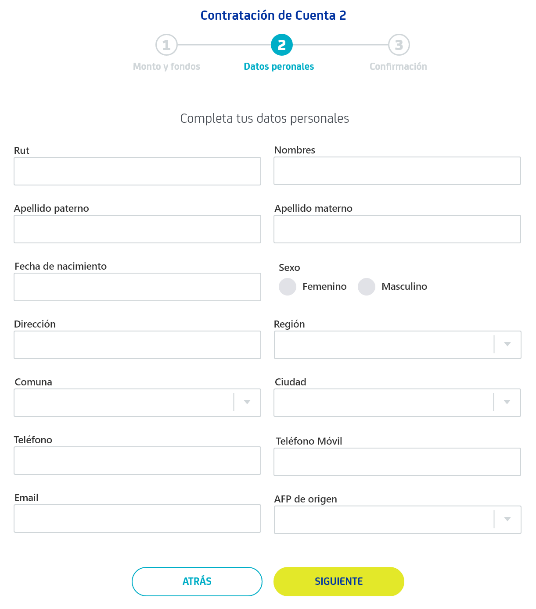 Contratación de Cuenta 2
1 2 3
Monto y fondos Datos peronales Confirmación
Completa tus datos personales
Rut Nombres
Apellido paterno Apellido materno
Fecha de nacimiento Sexo
Femenino Masculino
Dirección Región
Comuna Ciudad
Teléfono Teléfono Móvil
Email AFP de origen
ATRÁS SIGUIENTE